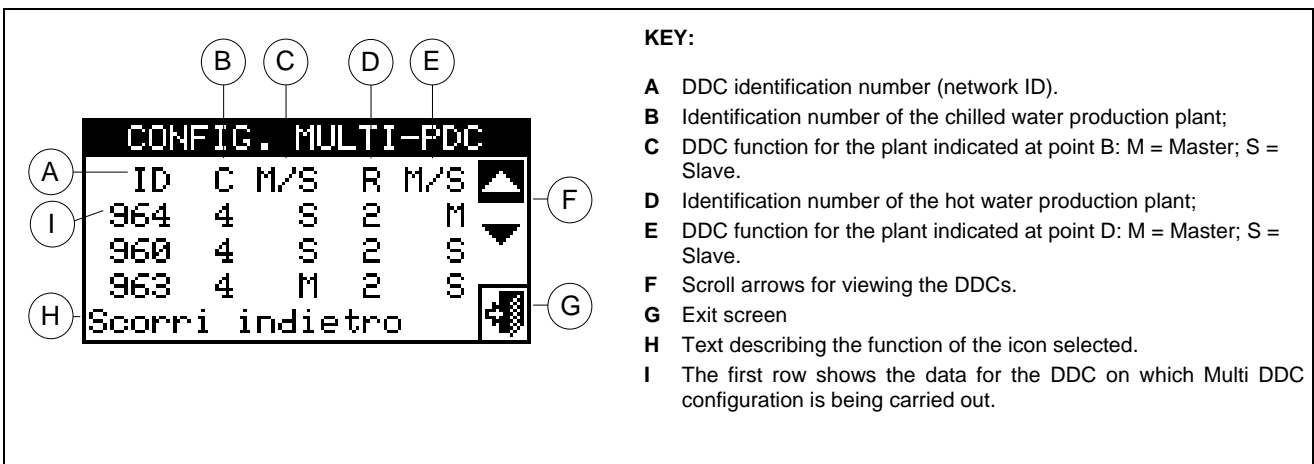 B C D E
CONFIG. MULTI-PDC
A
ID C M/S R M/S
F
I
964 4 S 2 M
960 4 S 2 S
963 4 M 2 S
G
H
Scorri indietro
KEY:
A DDC identification number (network ID).
B Identification number of the chilled water production plant;
C DDC function for the plant indicated at point B: M = Master; S =
Slave.
D Identification number of the hot water production plant;
E DDC function for the plant indicated at point D: M = Master; S =
Slave.
F Scroll arrows for viewing the DDCs.
G Exit screen
H Text describing the function of the icon selected.
I The first row shows the data for the DDC on which Multi DDC
configuration is being carried out.